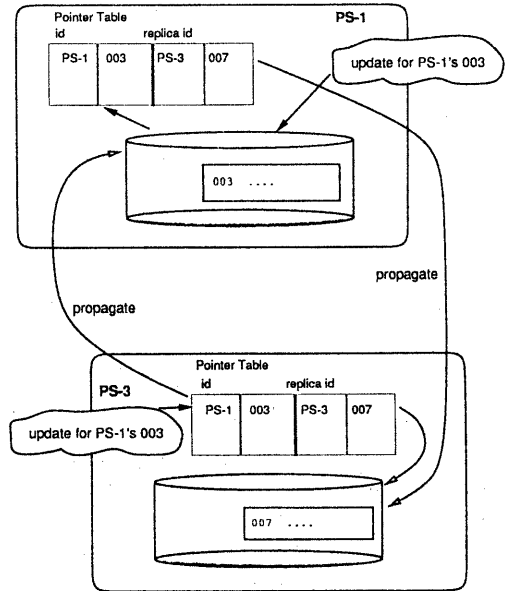 Pointer Table
PS-1
id replica id
PS-1 003 PS-3 007
update for PS-1's 003
003 ....
propagate
propagate
Pointer Table
id replica id
PS-3
PS-1 003 PS-3 007
update for PS-1's 003
007 ....